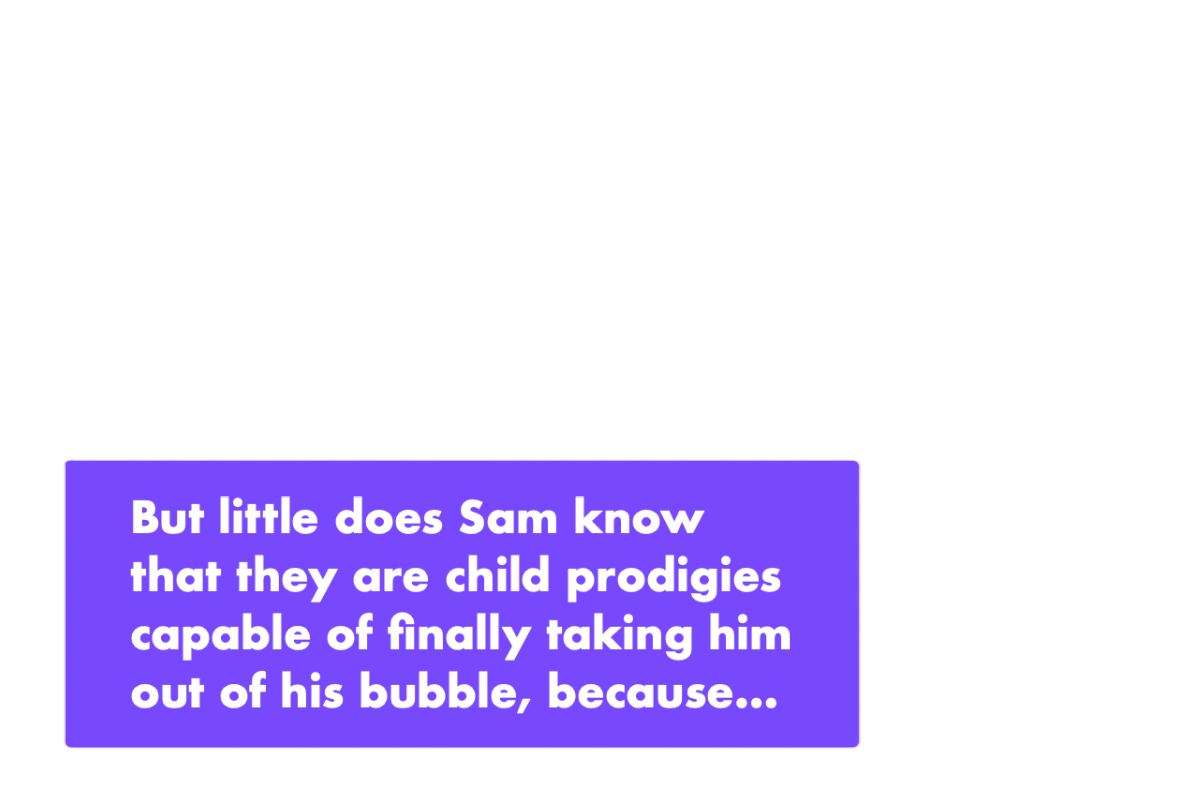 But little does Sam know
that they are child prodigies
capable of finally taking him
out of his bubble, because...